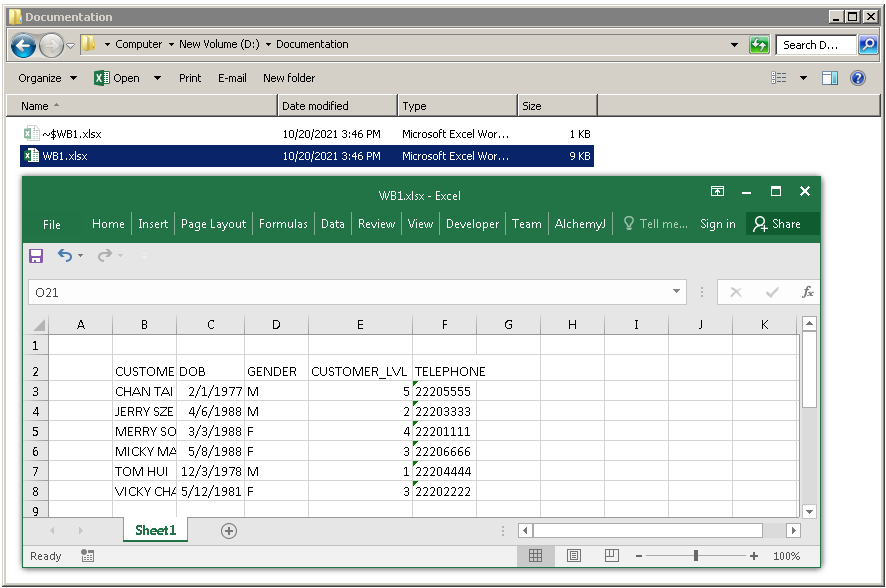 Documentation
Computer New Volume (D:) Documentation Search D...
Organize Open Print E-mail New folder
Name Date modified Type Size
~$WB1.xlsx 10/20/2021 3:46 PM Microsoft Excel Wor... 1 KB
WB1.xlsx 10/20/2021 3:46 PM Microsoft Excel Wor... 9 KB
WB1.xlsx - Excel
File Home Insert Page Layout Formulas Data Review View Developer Team AlchemyJ Tell me... Sign in Share
O21 fx
A B C D E F G H I J K
1
2 CUSTOME DOB GENDER CUSTOMER_LVL TELEPHONE
3 CHAN TAI 2/1/1977 M 5 22205555
4 JERRY SZE 4/6/1988 M 2 22203333
5 MERRY SO 3/3/1988 F 4 22201111
6 MICKY MA 5/8/1988 F 3 22206666
7 TOM HUI 12/3/1978 M 1 22204444
8 VICKY CHA 5/12/1981 F 3 22202222
9
Sheet1
Ready 100%